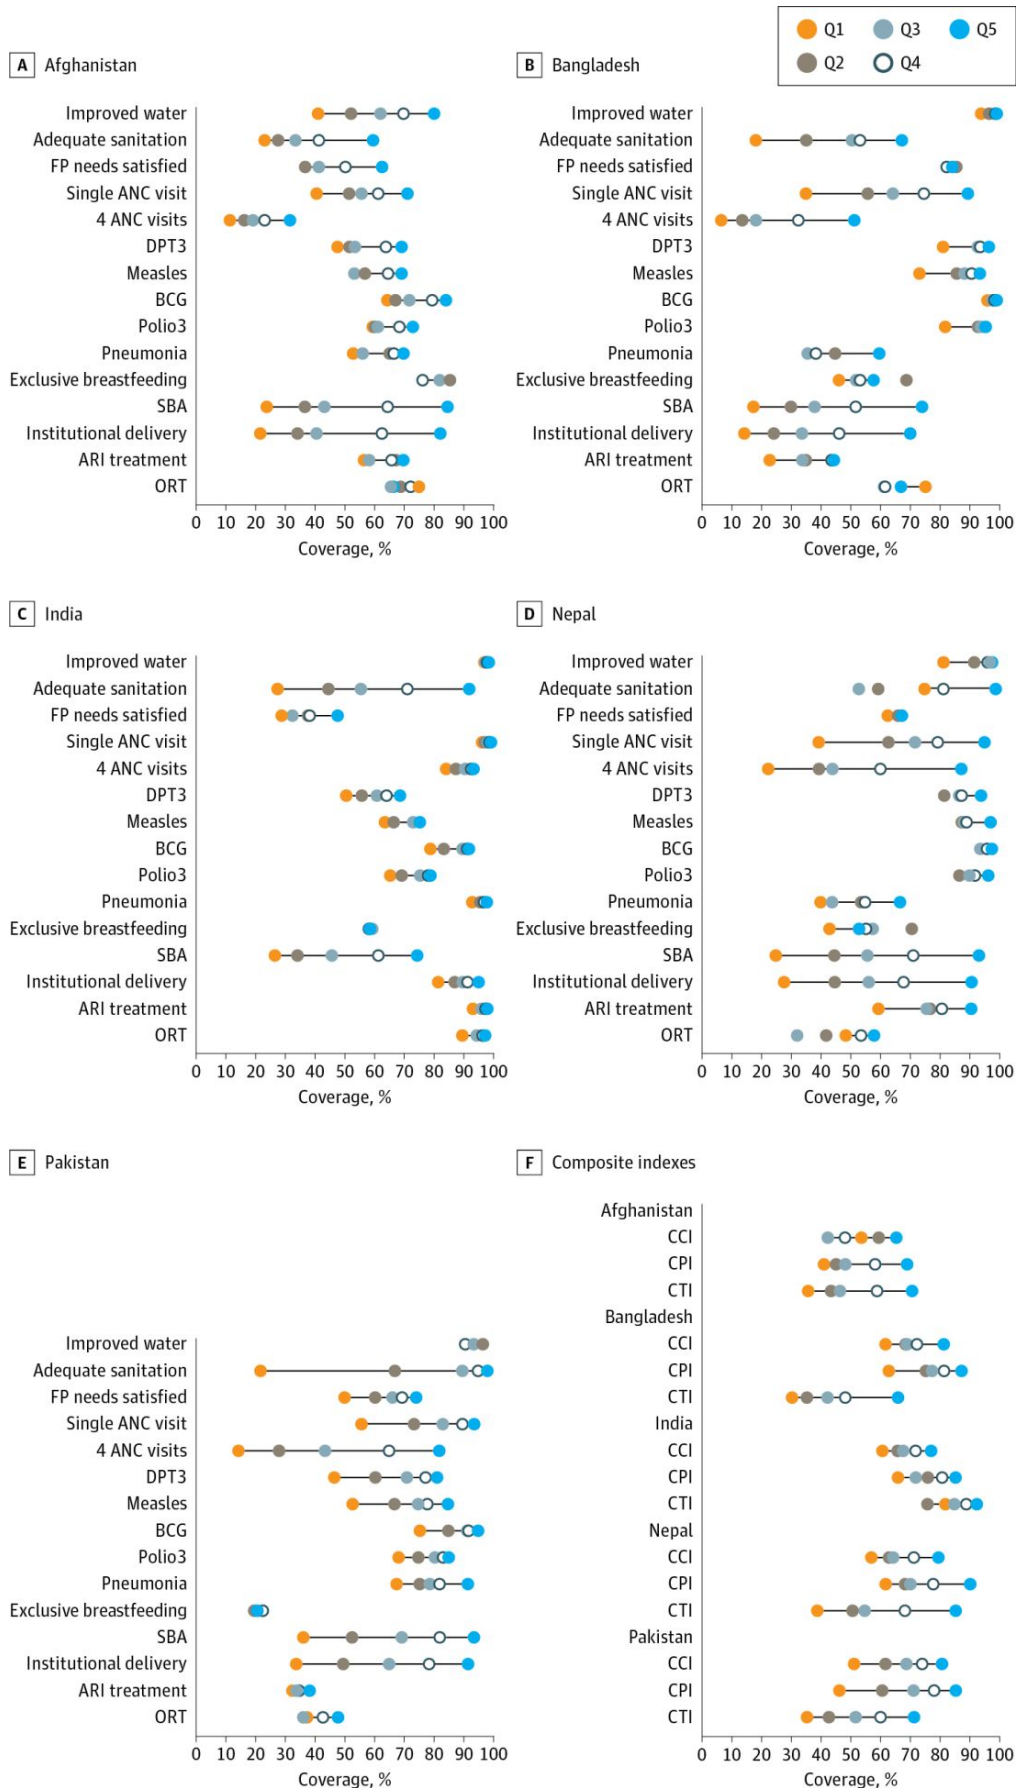 Q1
Q3
Q5
Q2
Q4
A Afghanistan
Improved water
Adequate sanitation
FP needs satisfied
Single ANC visit
4 ANC visits
DPT3
Measles
BCG
Polio3
Pneumonia
Exclusive breastfeeding
SBA
Institutional delivery
ARI treatment
ORT
0 10 20 30 40 50 60 70 80 90 100
Coverage, %
B Bangladesh
Improved water
Adequate sanitation
FP needs satisfied
Single ANC visit
4 ANC visits
DPT3
Measles
BCG
Polio3
Pneumonia
Exclusive breastfeeding
SBA
Institutional delivery
ARI treatment
ORT
0 10 20 30 40 50 60 70 80 90 100
Coverage, %
C India
Improved water
Adequate sanitation
FP needs satisfied
Single ANC visit
4 ANC visits
DPT3
Measles
BCG
Polio3
Pneumonia
Exclusive breastfeeding
SBA
Institutional delivery
ARI treatment
ORT
0 10 20 30 40 50 60 70 80 90 100
Coverage, %
D Nepal
Improved water
Adequate sanitation
FP needs satisfied
Single ANC visit
4 ANC visits
DPT3
Measles
BCG
Polio3
Pneumonia
Exclusive breastfeeding
SBA
Institutional delivery
ARI treatment
ORT
0 10 20 30 40 50 60 70 80 90 100
Coverage, %
E Pakistan
Improved water
Adequate sanitation
FP needs satisfied
Single ANC visit
4 ANC visits
DPT3
Measles
BCG
Polio3
Pneumonia
Exclusive breastfeeding
SBA
Institutional delivery
ARI treatment
ORT
0 10 20 30 40 50 60 70 80 90 100
Coverage, %
F Composite indexes
Afghanistan
CCI
CPI
CTI
Bangladesh
CCI
CPI
CTI
India
CCI
CPI
CTI
Nepal
CCI
CPI
CTI
Pakistan
CCI
CPI
CTI
0 10 20 30 40 50 60 70 80 90 100
Coverage, %